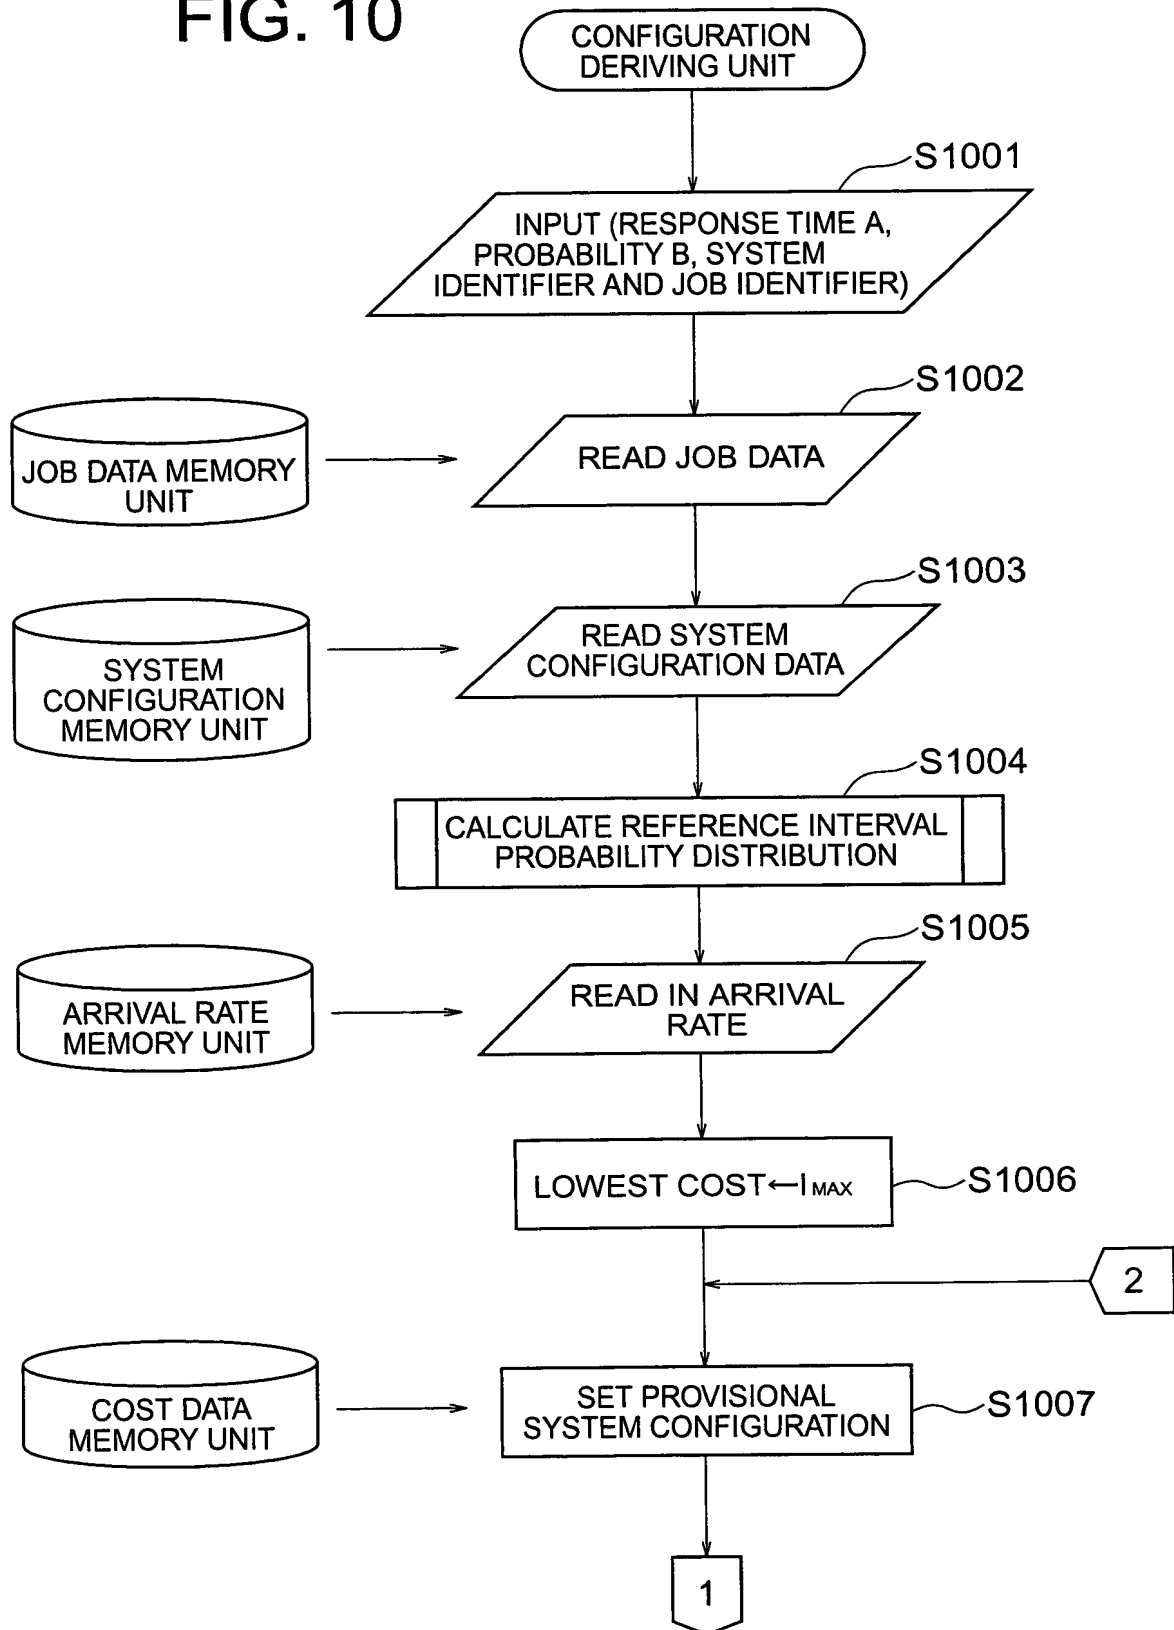 FIG. 10
CONFIGURATION
DERIVING UNIT
S1001
INPUT (RESPONSE TIME A,
PROBABILITY B, SYSTEM
IDENTIFIER AND JOB IDENTIFIER)
S1002
JOB DATA MEMORY
UNIT
READ JOB DATA
S1003
SYSTEM
CONFIGURATION
MEMORY UNIT
READ SYSTEM
CONFIGURATION DATA
S1004
CALCULATE REFERENCE INTERVAL
PROBABILITY DISTRIBUTION
S1005
ARRIVAL RATE
MEMORY UNIT
READ IN ARRIVAL
RATE
LOWEST COST←I MAX
S1006
2
COST DATA
MEMORY UNIT
SET PROVISIONAL
SYSTEM CONFIGURATION
S1007
1